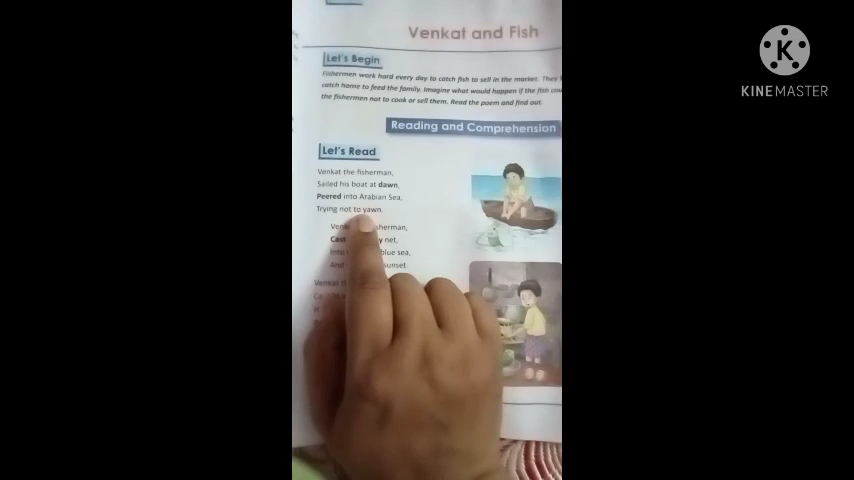 Venkat and Fish
Let's Begin
Fishermen work hard every day to catch fish to sell in the market. They
catch home to feed the family. Imagine what would happen if the fish
the fishermen not to cook or sell them. Read the poem and find out.
Reading and Comprehension
Let's Read
Venkat the fisherman,
Sailed his boat at dawn,
Peered into Arabian Sea,
Trying not to yawn.
Cast net,
blue sea,
And sunset.
Venkat
K
KINEMASTER